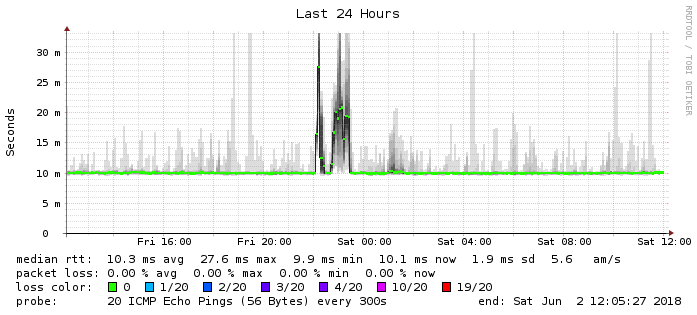 Last 24 Hours
RRDTOOL / TOBI OETIKER
Seconds
30 m
25 m
20 m
15 m
10 m
5 m
0
Fri 16:00 Fri 20:00 Sat 00:00 Sat 04:00 Sat 08:00 Sat 12:00
median rtt: 10.3 ms avg 27.6 ms max 9.9 ms min 10.1 ms now 1.9 ms sd 5.6 am/s
packet loss: 0.00 % avg 0.00 % max 0.00 % min 0.00 % now
loss color: 0 1/20 2/20 3/20 4/20 10/20 19/20
probe: 20 ICMP Echo Pings (56 Bytes) every 300s end: Sat Jun 2 12:05:27 2018